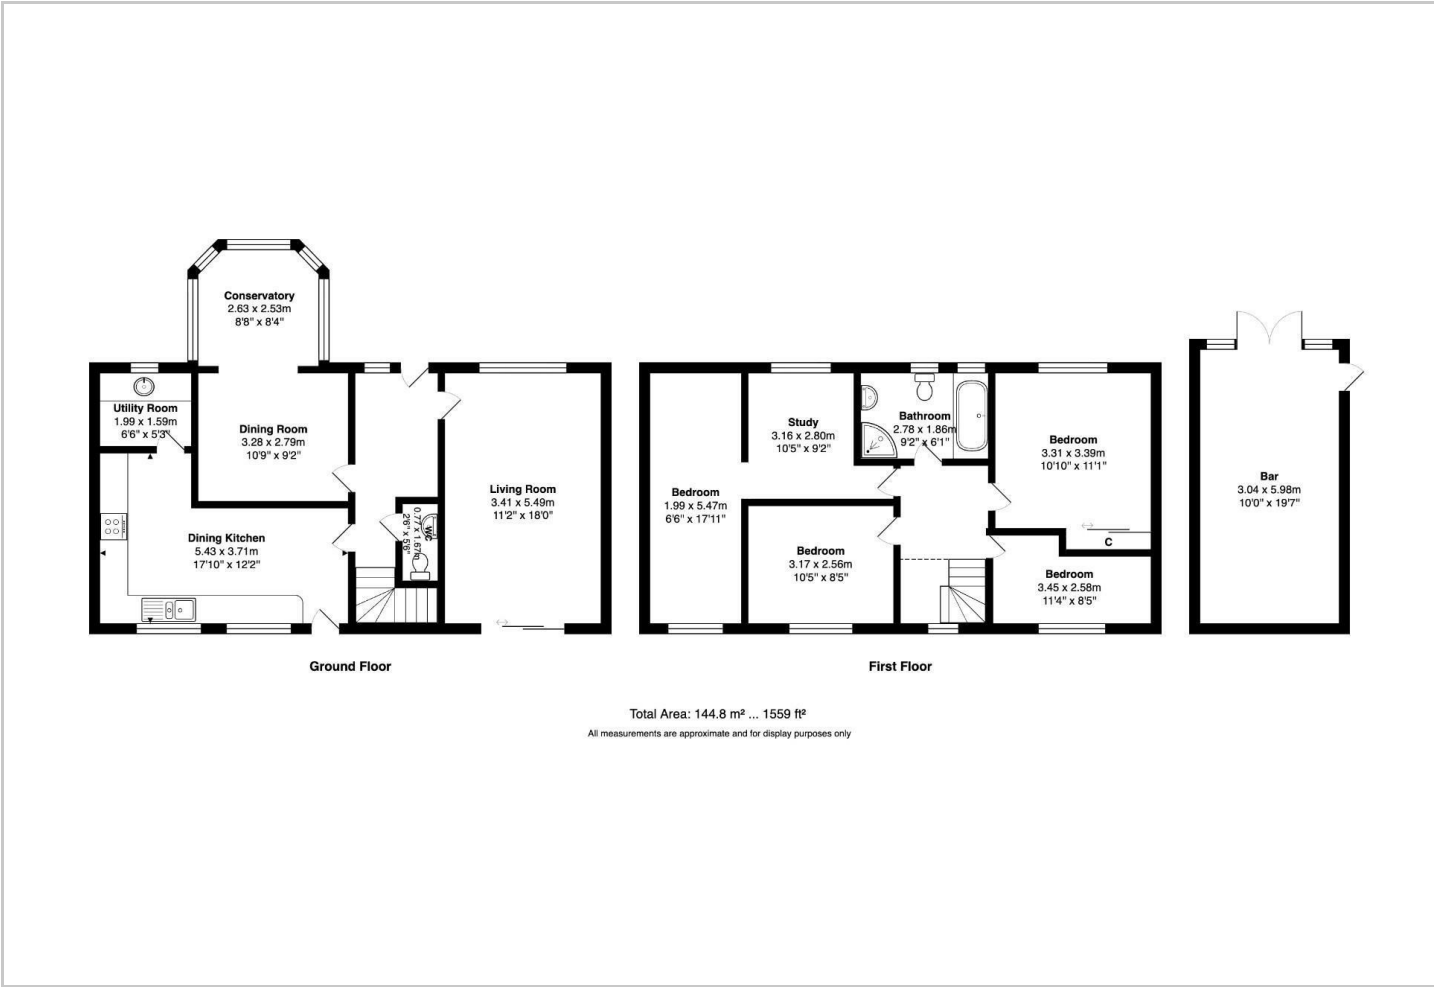 Conservatory
2.63 x 2.53m
8'8" x 8'4"
Utility Room
1.99 x 1.59m
6'6" x 5'3"
Dining Room
3.28 x 2.79m
10'9" x 9'2"
Living Room
3.41 x 5.49m
11'2" x 18'0"
WC
0.77 x 1.67m
2'6" x 5'6"
Dining Kitchen
5.43 x 3.71m
17'10" x 12'2"
Ground Floor
Study
3.16 x 2.80m
10'5" x 9'2"
Bathroom
2.78 x 1.86m
9'2" x 6'1"
Bedroom
3.31 x 3.39m
10'10" x 11'1"
Bedroom
1.99 x 5.47m
6'6" x 17'11"
C
Bedroom
3.17 x 2.56m
10'5" x 8'5"
Bedroom
3.45 x 2.58m
11'4" x 8'5"
First Floor
Bar
3.04 x 5.98m
10'0" x 19'7"
Total Area: 144.8 m² ... 1559 ft²
All measurements are approximate and for display purposes only